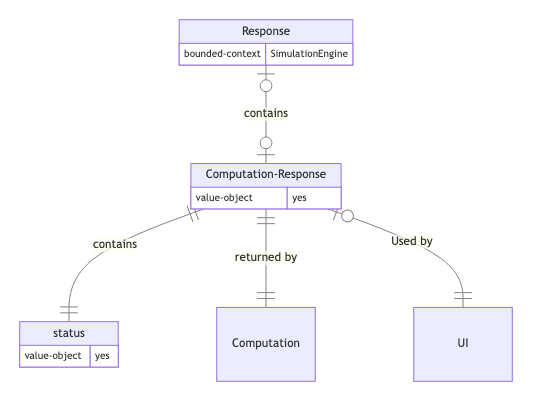 Response
bounded-context SimulationEngine
contains
Computation-Response
value-object yes
contains
returned by
Used by
status
value-object yes
Computation
UI